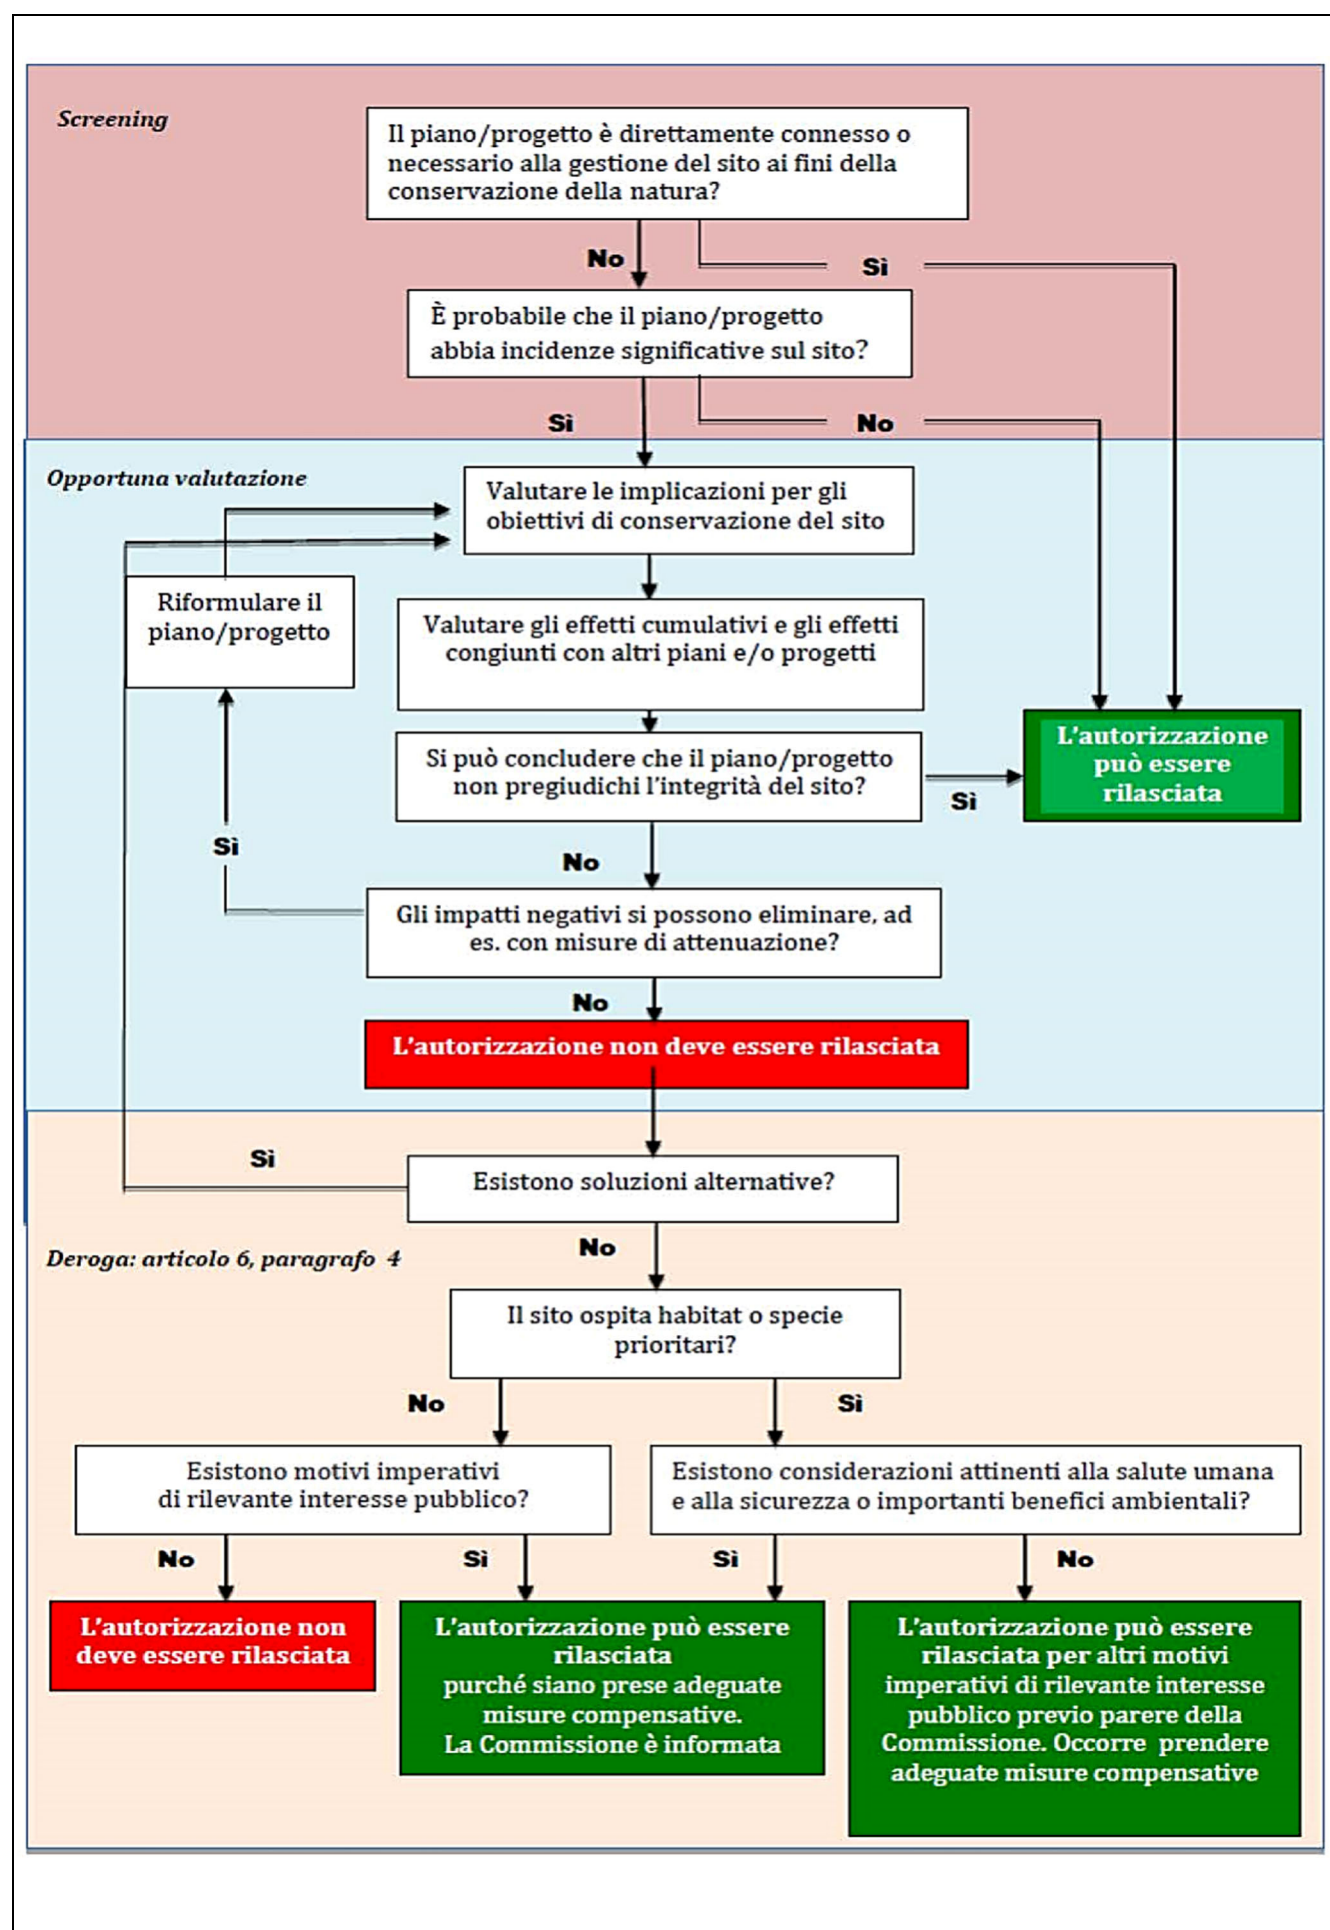 Screening
Il piano/progetto è direttamente connesso o
necessario alla gestione del sito ai fini della
conservazione della natura?
No
Sì
È probabile che il piano/progetto
abbia incidenze significative sul sito?
Sì
No
Opportuna valutazione
Valutare le implicazioni per gli
obiettivi di conservazione del sito
Riformulare il
piano/progetto
Valutare gli effetti cumulativi e gli effetti
congiunti con altri piani e/o progetti
L'autorizzazione
può essere
rilasciata
Si può concludere che il piano/progetto
non pregiudichi l'integrità del sito?
Sì
Sì
No
Gli impatti negativi si possono eliminare, ad
es. con misure di attenuazione?
No
L'autorizzazione non deve essere rilasciata
Sì
Esistono soluzioni alternative?
No
Deroga: articolo 6, paragrafo 4
Il sito ospita habitat o specie
prioritari?
No
Sì
Esistono motivi imperativi
di rilevante interesse pubblico?
Esistono considerazioni attinenti alla salute umana
e alla sicurezza o importanti benefici ambientali?
No
Sì
Sì
No
L'autorizzazione non
deve essere rilasciata
L'autorizzazione può essere
rilasciata
purché siano prese adeguate
misure compensative.
La Commissione è informata
L'autorizzazione può essere
rilasciata per altri motivi
imperativi di rilevante interesse
pubblico previo parere della
Commissione. Occorre prendere
adeguate misure compensative